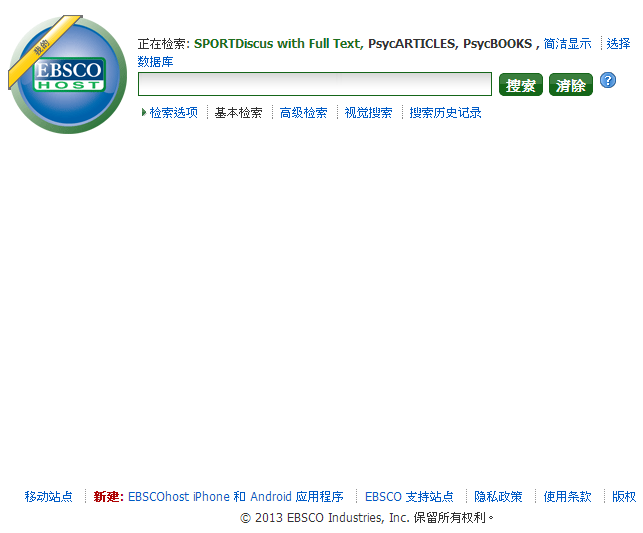 我的
EBSCO
HOST
正在检索: SPORTDiscus with Full Text, PsycARTICLES, PsycBOOKS , 简洁显示 选择
数据库
搜索 清除 ?
检索选项 基本检索 高级检索 视觉搜索 搜索历史记录
移动站点 新建: EBSCOhost iPhone 和 Android 应用程序 EBSCO 支持站点 隐私政策 使用条款 版权
© 2013 EBSCO Industries, Inc. 保留所有权利。